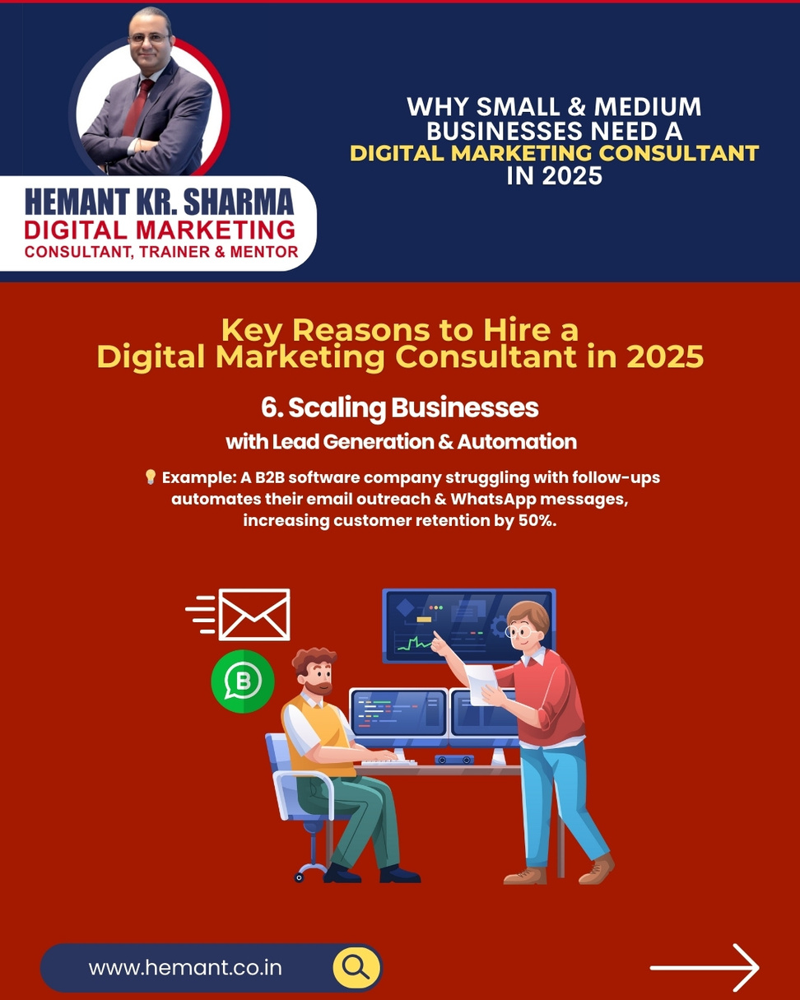 HEMANT KR. SHARMA
DIGITAL MARKETING
CONSULTANT, TRAINER & MENTOR
WHY SMALL & MEDIUM
BUSINESSES NEED A
DIGITAL MARKETING CONSULTANT
IN 2025
Key Reasons to Hire a
Digital Marketing Consultant in 2025
6. Scaling Businesses
with Lead Generation & Automation
💡 Example: A B2B software company struggling with follow-ups
automates their email outreach & WhatsApp messages,
increasing customer retention by 50%.
B
www.hemant.co.in